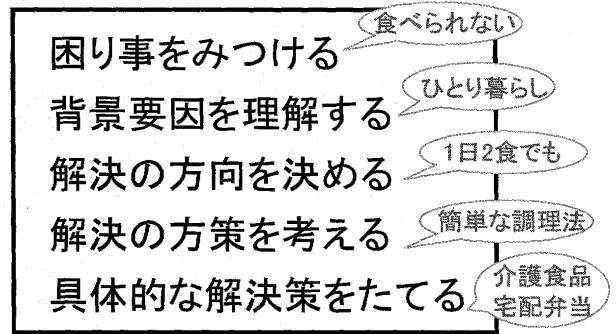 困り事をみつける
食べられない
背景要因を理解する
ひとり暮らし
解決の方向を決める
1日2食でも
解決の方策を考える
簡単な調理法
具体的な解決策をたてる
介護食品
宅配弁当